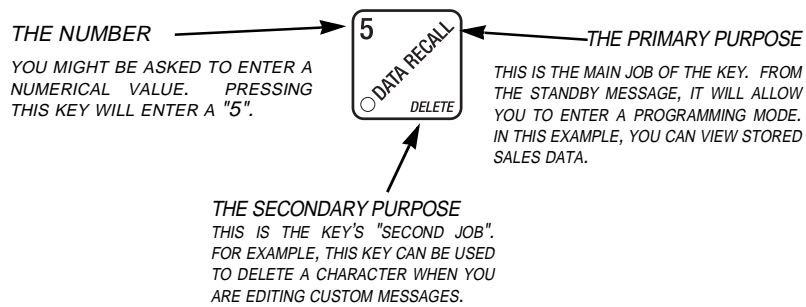 THE NUMBER
YOU MIGHT BE ASKED TO ENTER A
NUMERICAL VALUE. PRESSING
THIS KEY WILL ENTER A "5".
5
DATA RECALL
DELETE
THE PRIMARY PURPOSE
THIS IS THE MAIN JOB OF THE KEY. FROM
THE STANDBY MESSAGE, IT WILL ALLOW
YOU TO ENTER A PROGRAMMING MODE.
IN THIS EXAMPLE, YOU CAN VIEW STORED
SALES DATA.
THE SECONDARY PURPOSE
THIS IS THE KEY'S "SECOND JOB".
FOR EXAMPLE, THIS KEY CAN BE USED
TO DELETE A CHARACTER WHEN YOU
ARE EDITING CUSTOM MESSAGES.